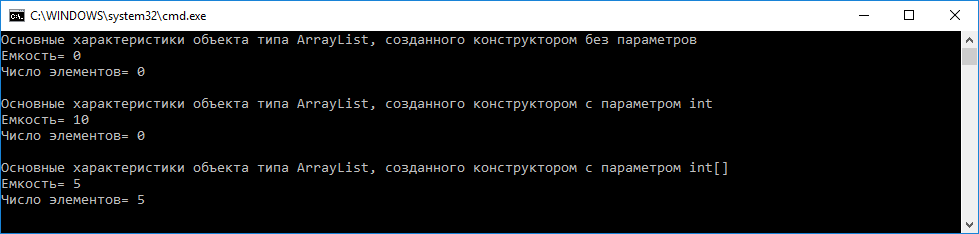 C:\WINDOWS\system32\cmd.exe
Основные характеристики объекта типа ArrayList, созданного конструктором без параметров
Емкость= 0
Число элементов= 0
Основные характеристики объекта типа ArrayList, созданного конструктором с параметром int
Емкость= 10
Число элементов= 0
Основные характеристики объекта типа ArrayList, созданного конструктором с параметром int[]
Емкость= 5
Число элементов= 5